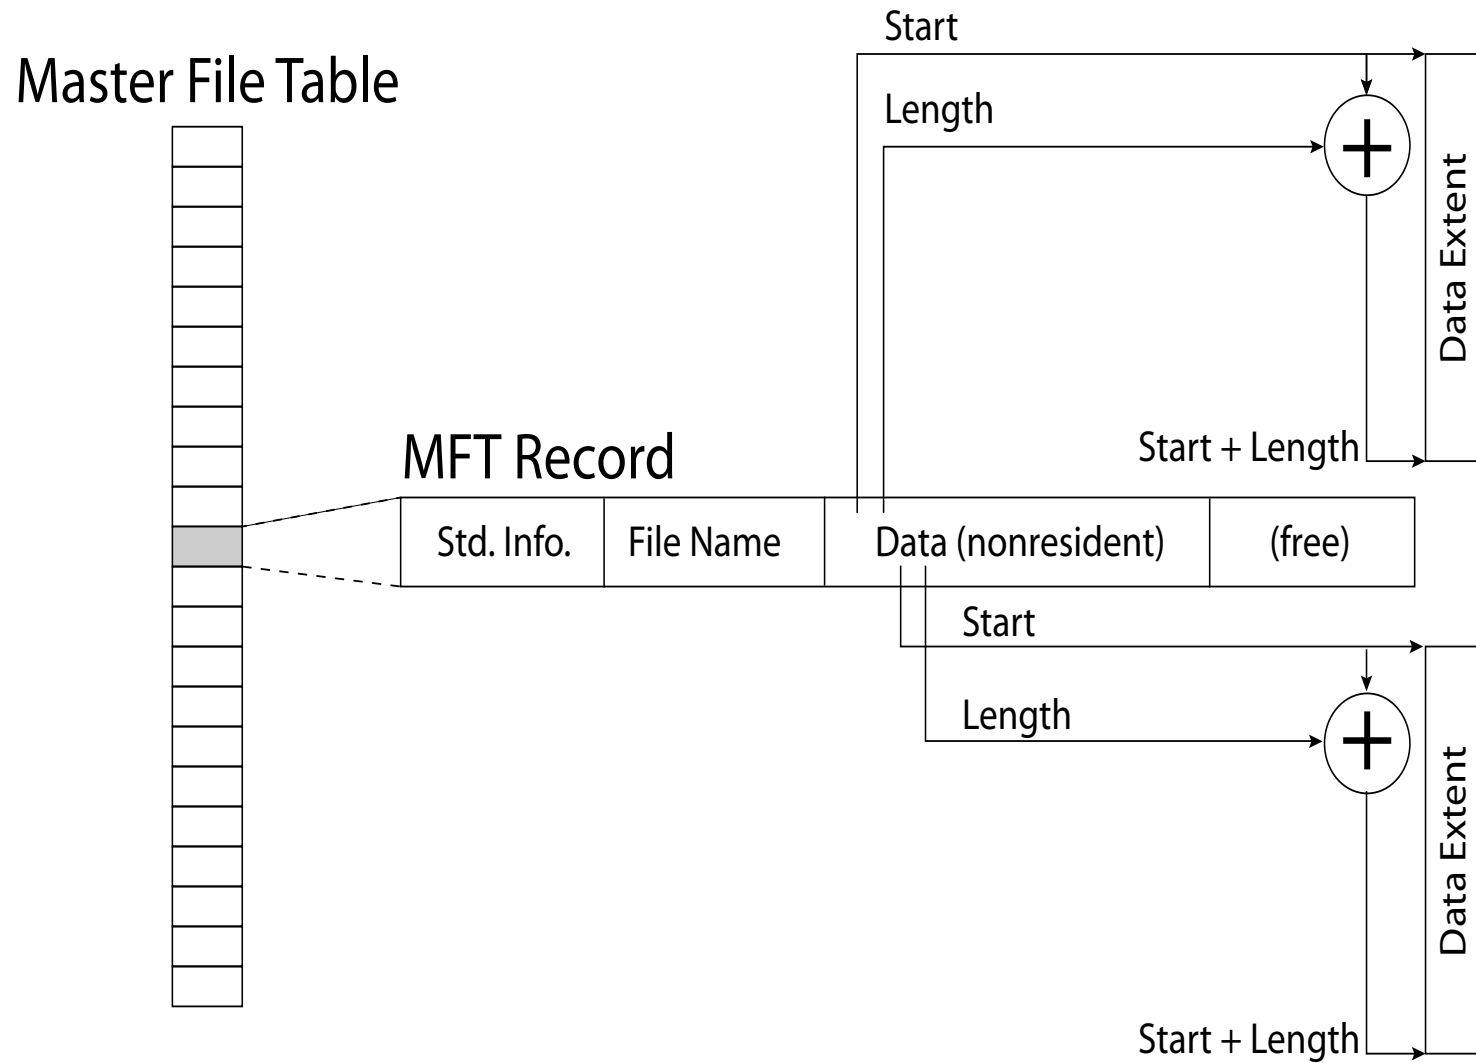 Start
Master File Table
Length
+
Data Extent
Start + Length
MFT Record
Std. Info.
File Name
Data (nonresident)
(free)
Start
Length
+
Data Extent
Start + Length